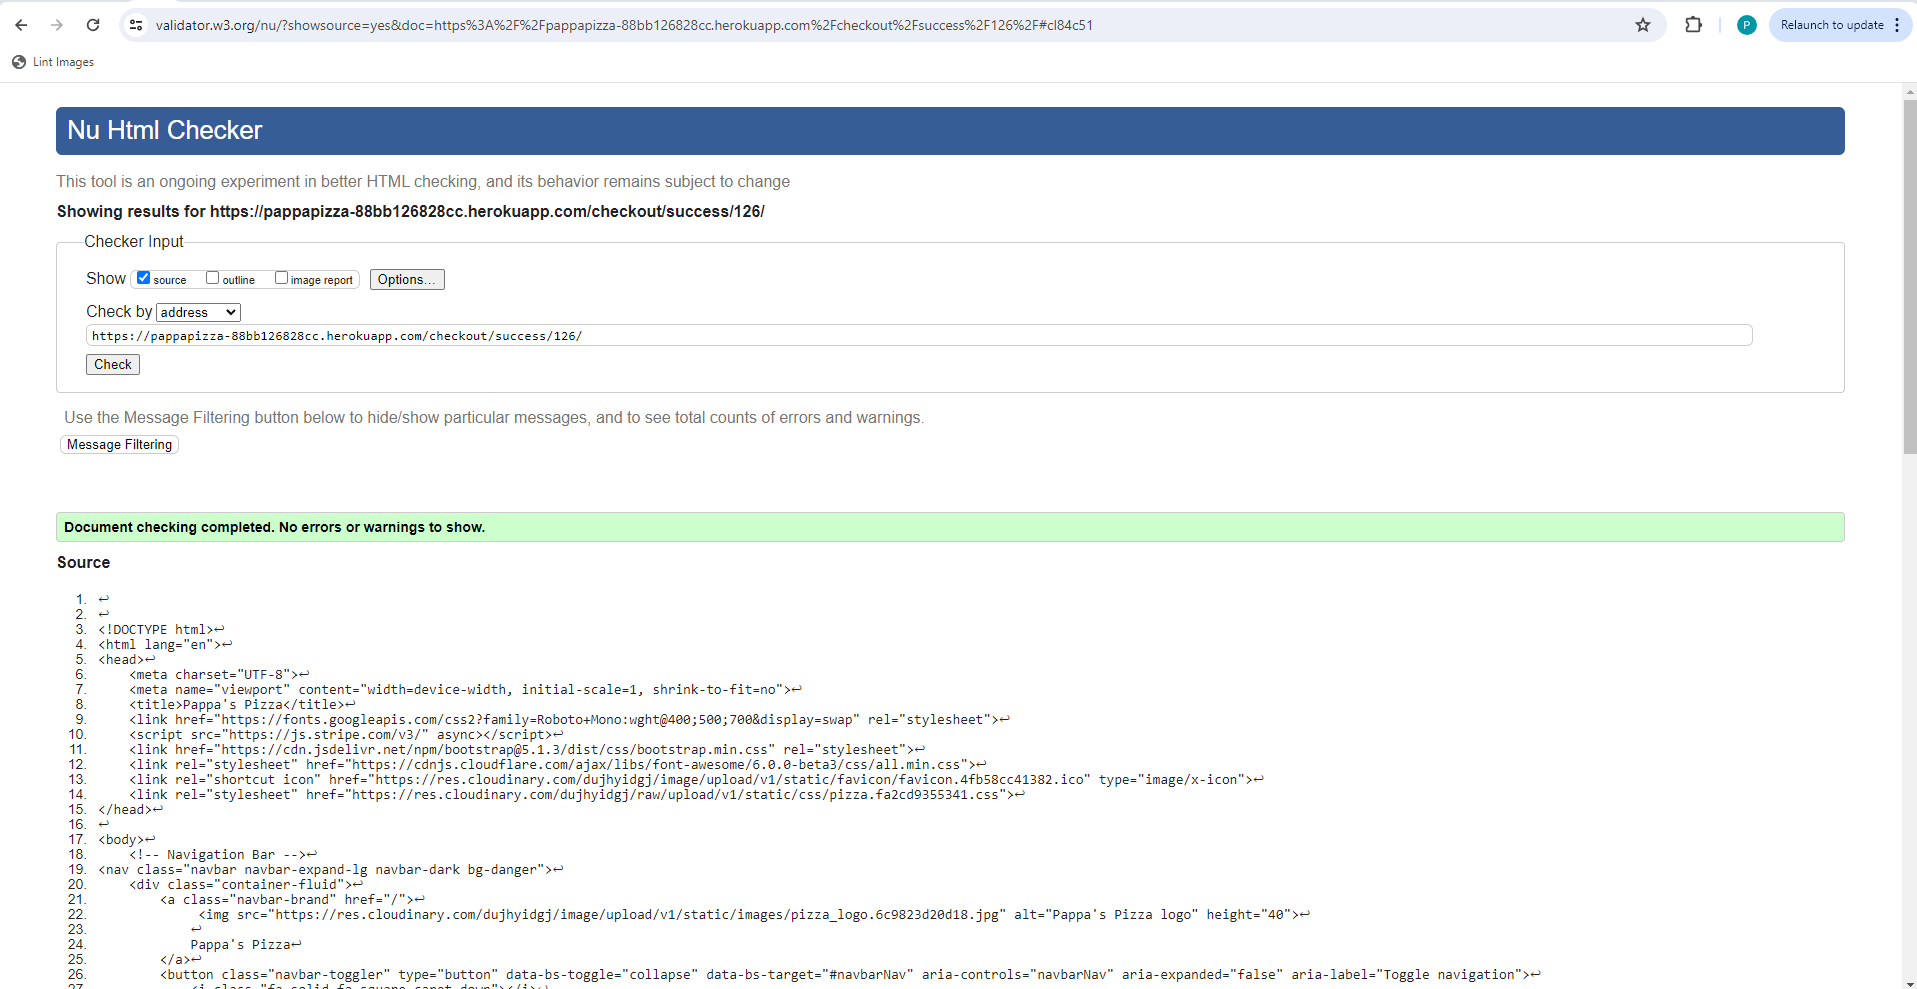 validator.w3.org/nu/?showsource=yes&doc=https%3A%2F%2Fpappapizza-88bb126828cc.herokuapp.com%2Fcheckout%2Fsuccess%2F126%2F#cl84c51
P
Relaunch to update
Lint Images
Nu Html Checker
This tool is an ongoing experiment in better HTML checking, and its behavior remains subject to change
Showing results for https://pappapizza-88bb126828cc.herokuapp.com/checkout/success/126/
Checker Input
Show source outline image report Options...
Check by address
https://pappapizza-88bb126828cc.herokuapp.com/checkout/success/126/
Check
Use the Message Filtering button below to hide/show particular messages, and to see total counts of errors and warnings.
Message Filtering
Document checking completed. No errors or warnings to show.
Source
1. ↩
2. ↩
3. <!DOCTYPE html>↩
4. <html lang="en">↩
5. <head>↩
6.     <meta charset="UTF-8">↩
7.     <meta name="viewport" content="width=device-width, initial-scale=1, shrink-to-fit=no">↩
8.     <title>Pappa's Pizza</title>↩
9.     <link href="https://fonts.googleapis.com/css2?family=Roboto+Mono:wght@400;500;700&display=swap" rel="stylesheet">↩
10.     <script src="https://js.stripe.com/v3/" async></script>↩
11.     <link href="https://cdn.jsdelivr.net/npm/bootstrap@5.1.3/dist/css/bootstrap.min.css" rel="stylesheet">↩
12.     <link rel="stylesheet" href="https://cdnjs.cloudflare.com/ajax/libs/font-awesome/6.0.0-beta3/css/all.min.css">↩
13.     <link rel="shortcut icon" href="https://res.cloudinary.com/dujhyidgj/image/upload/v1/static/favicon/favicon.4fb58cc41382.ico" type="image/x-icon">↩
14.     <link rel="stylesheet" href="https://res.cloudinary.com/dujhyidgj/raw/upload/v1/static/css/pizza.fa2cd9355341.css">↩
15. </head>↩
16. ↩
17. <body>↩
18.     <!-- Navigation Bar -->↩
19. <nav class="navbar navbar-expand-lg navbar-dark bg-danger">↩
20.     <div class="container-fluid">↩
21.         <a class="navbar-brand" href="/">↩
22.              <img src="https://res.cloudinary.com/dujhyidgj/image/upload/v1/static/images/pizza_logo.6c9823d20d18.jpg" alt="Pappa's Pizza logo" height="40">↩
23.             ↩
24.             Pappa's Pizza↩
25.         </a>↩
26.         <button class="navbar-toggler" type="button" data-bs-toggle="collapse" data-bs-target="#navbarNav" aria-controls="navbarNav" aria-expanded="false" aria-label="Toggle navigation">↩
27.             <i class="fa-solid fa-square-caret-down"></i>↩